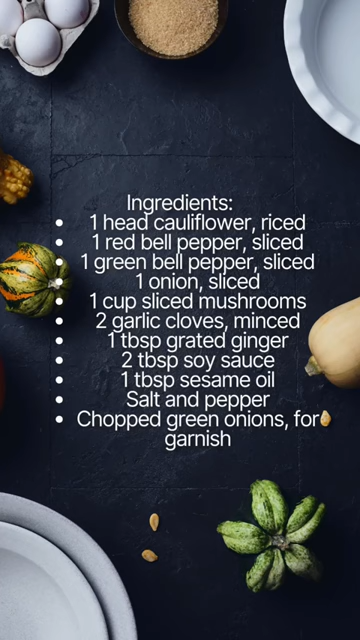 Ingredients:
• 1 head cauliflower, riced
• 1 red bell pepper, sliced
• 1 green bell pepper, sliced
• 1 onion, sliced
• 1 cup sliced mushrooms
• 2 garlic cloves, minced
• 1 tbsp grated ginger
• 2 tbsp soy sauce
• 1 tbsp sesame oil
• Salt and pepper
• Chopped green onions, for
garnish